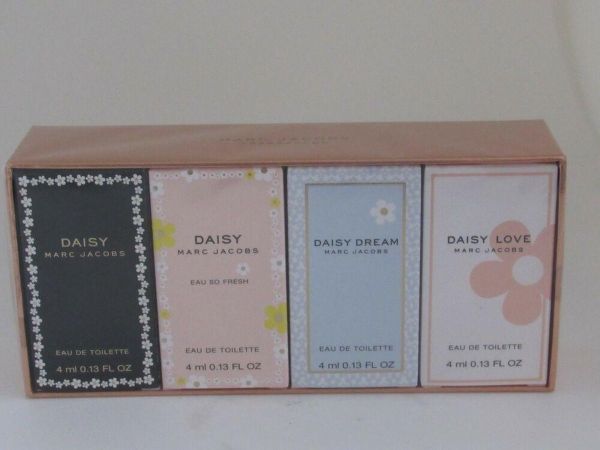 MARC JACOBS
DAISY
MARC JACOBS
EAU DE TOILETTE
4 ml 0.13 FL OZ
DAISY
MARC JACOBS
EAU SO FRESH
EAU DE TOILETTE
4 ml 0.13 FL OZ
DAISY DREAM
MARC JACOBS
EAU DE TOILETTE
4 ml 0.13 FL OZ
DAISY LOVE
MARC JACOBS
EAU DE TOILETTE
4 ml 0.13 FL OZ